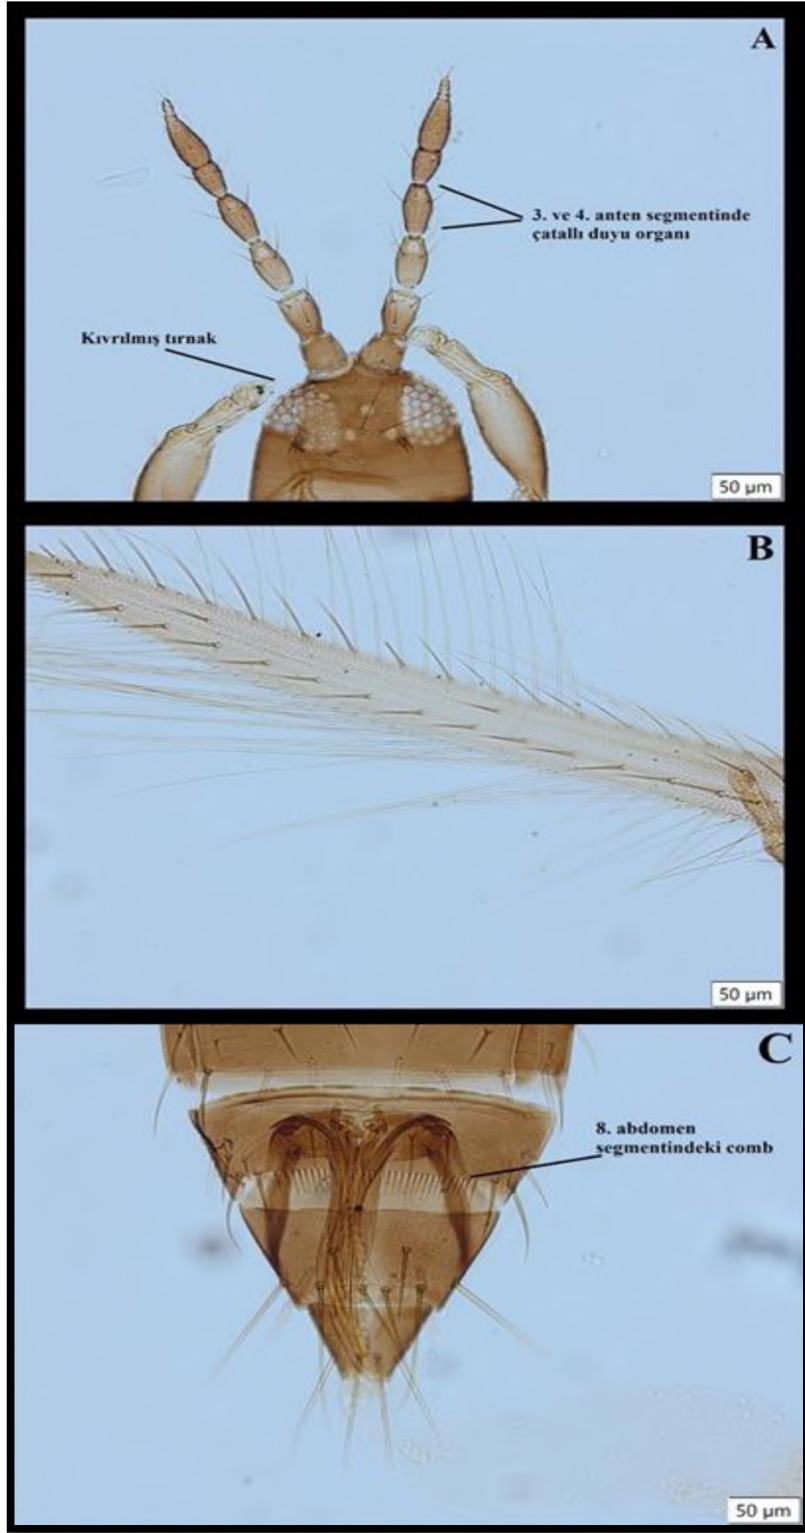 A
3. ve 4. anten segmentinde
çatallı duyu organı
Kıvrılmış tırnak
50 µm
B
50 µm
C
8. abdomen
segmentindeki comb
50 µm